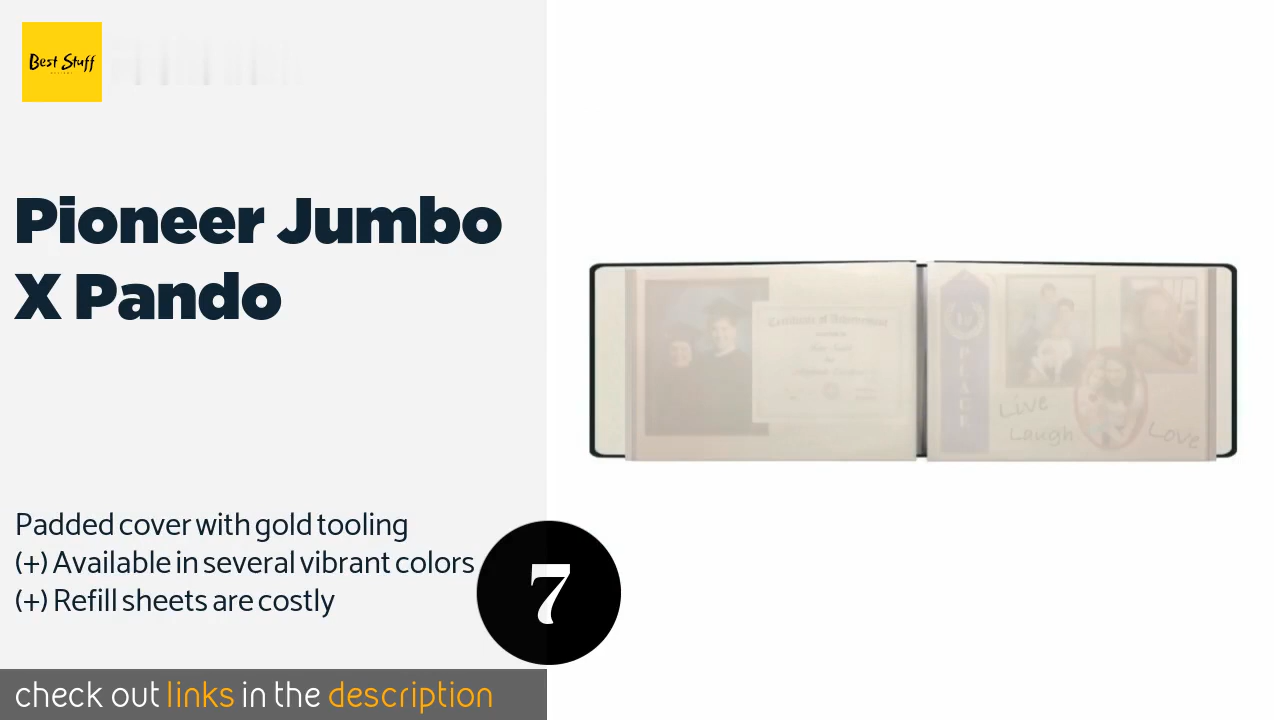 Best Stuff
Pioneer Jumbo
X Pando
Live
Laugh
Love
Padded cover with gold tooling
(+) Available in several vibrant colors
(+) Refill sheets are costly
7
check out links in the description